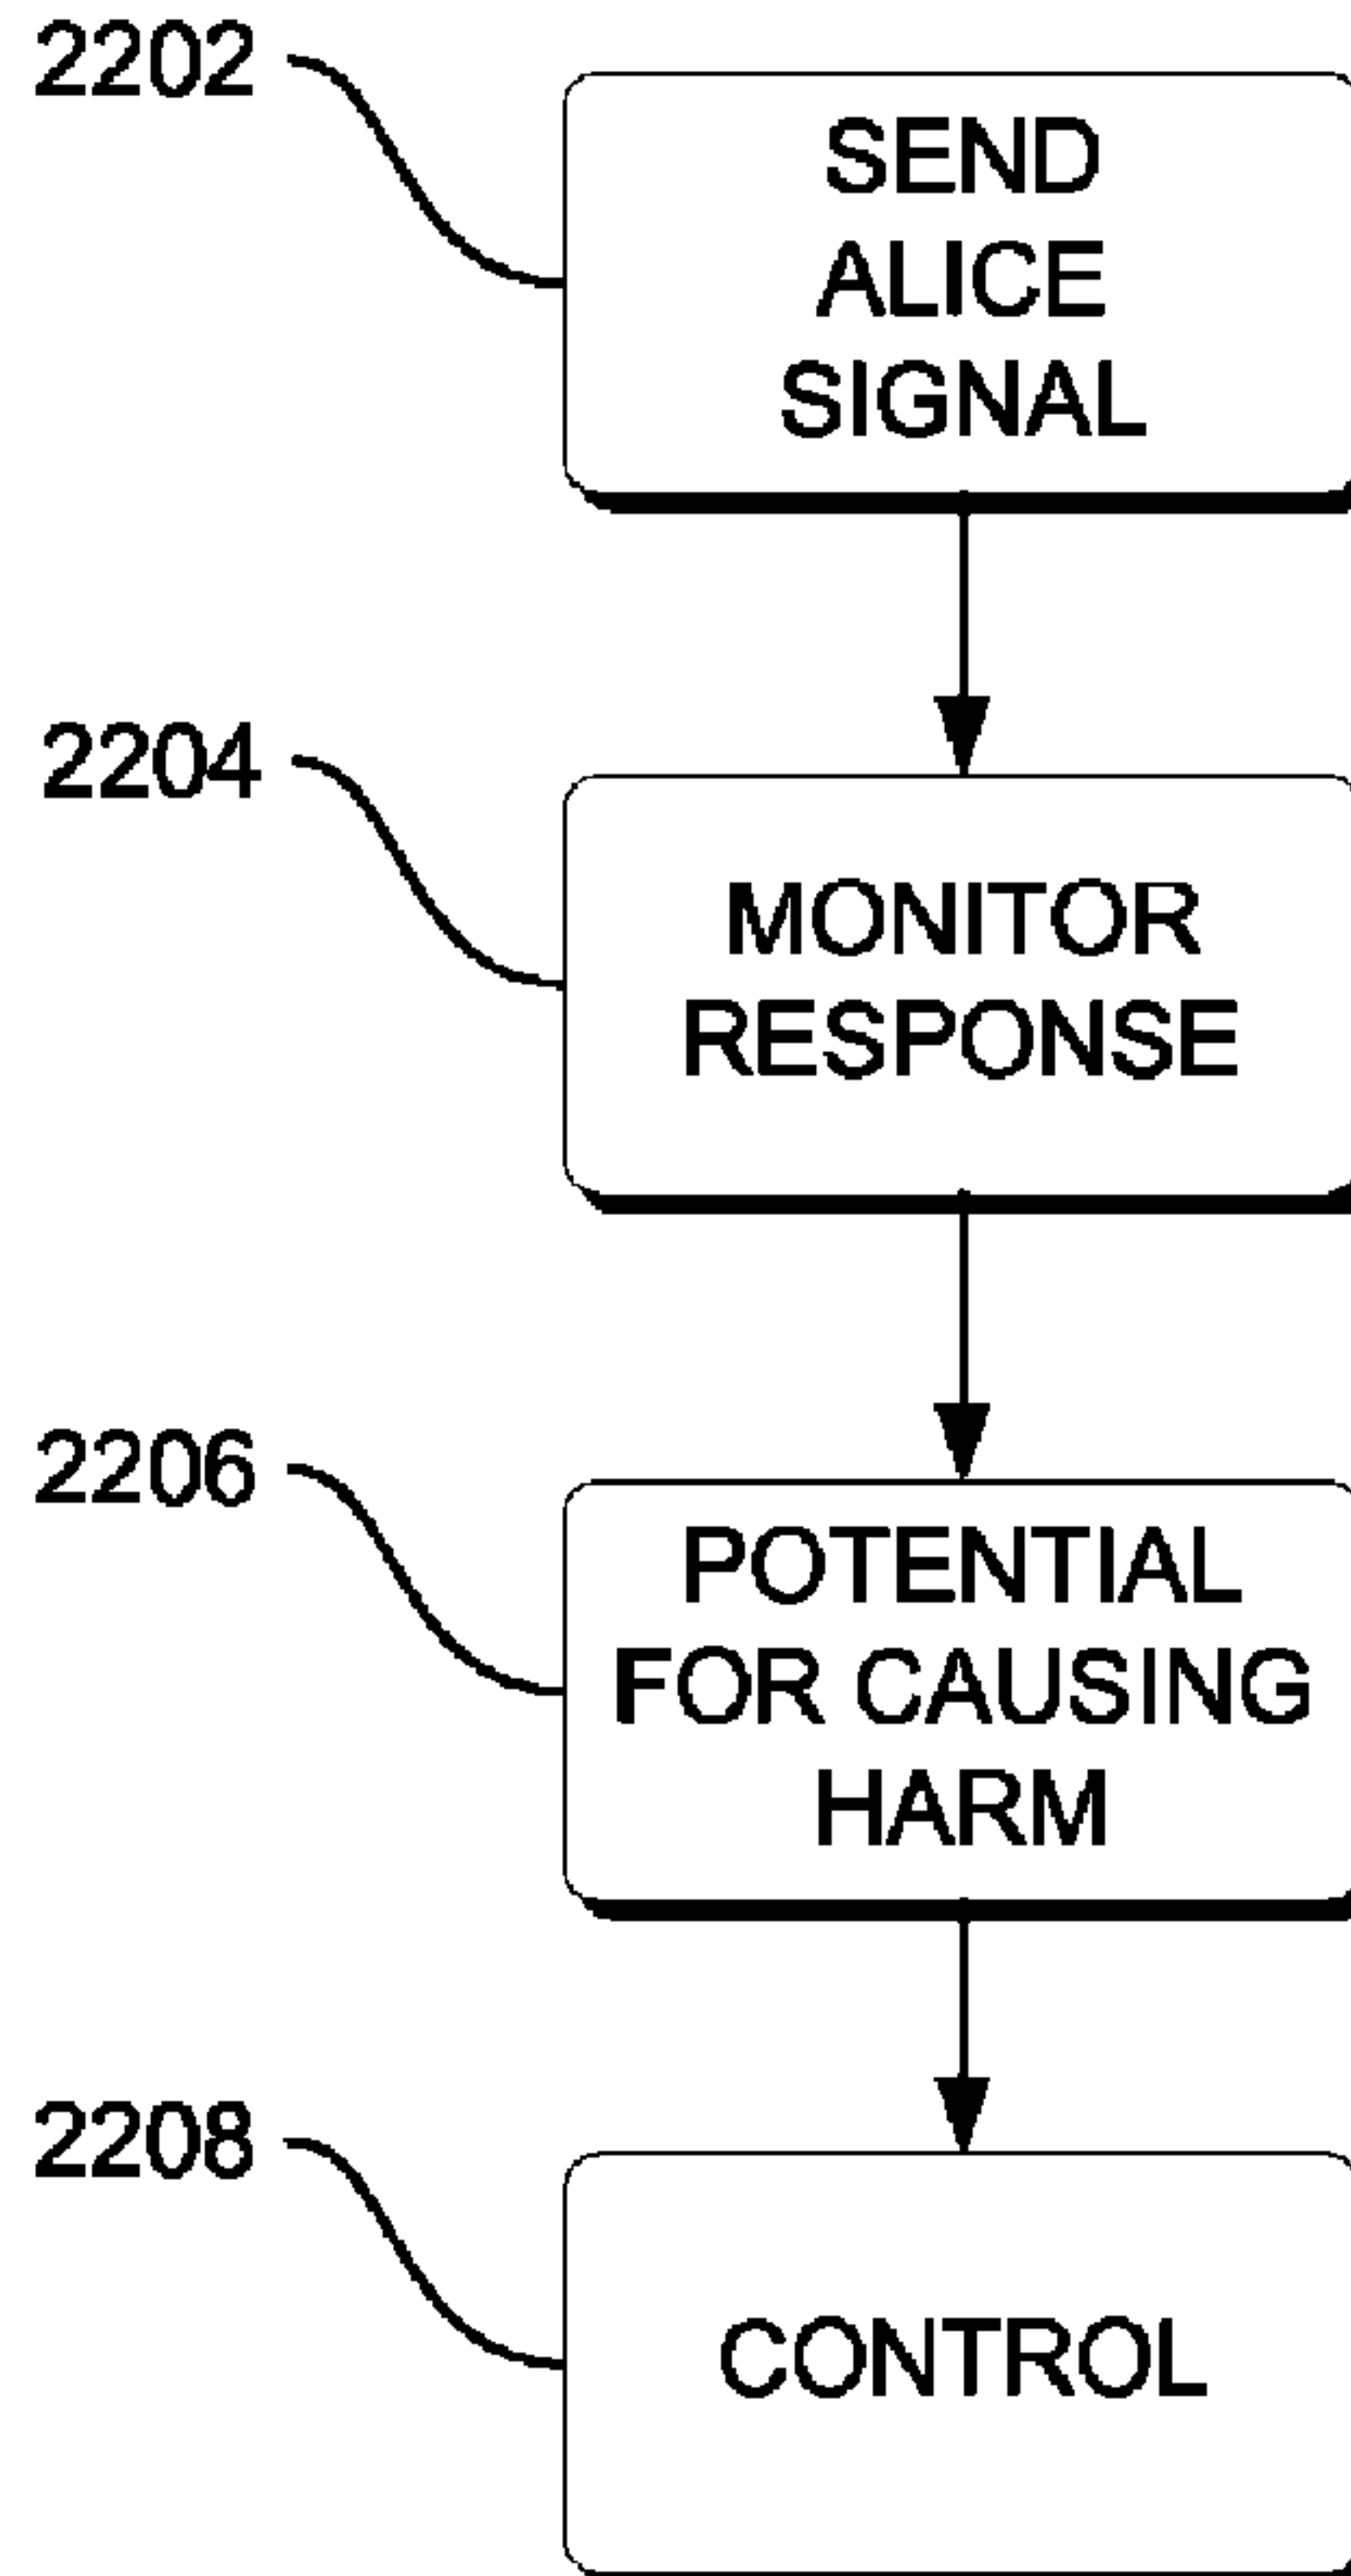 2202
SEND
ALICE
SIGNAL
2204
MONITOR
RESPONSE
2206
POTENTIAL
FOR CAUSING
HARM
2208
CONTROL